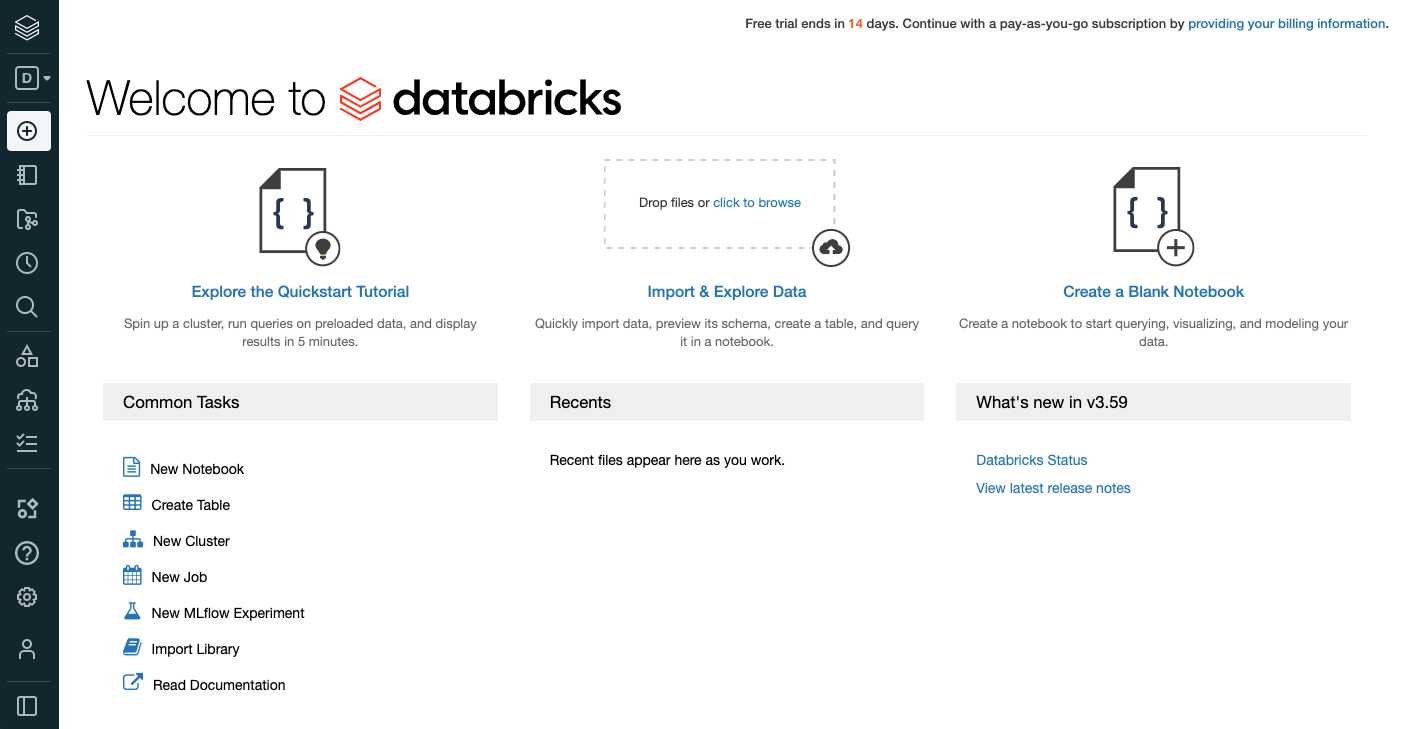 Free trial ends in 14 days. Continue with a pay-as-you-go subscription by providing your billing information.
D
Welcome to databricks
{ }
Drop files or click to browse
{ }
Explore the Quickstart Tutorial
Spin up a cluster, run queries on preloaded data, and display
results in 5 minutes.
Import & Explore Data
Quickly import data, preview its schema, create a table, and query
it in a notebook.
Create a Blank Notebook
Create a notebook to start querying, visualizing, and modeling your
data.
Common Tasks
New Notebook
Create Table
New Cluster
New Job
New MLflow Experiment
Import Library
Read Documentation
Recents
Recent files appear here as you work.
What's new in v3.59
Databricks Status
View latest release notes